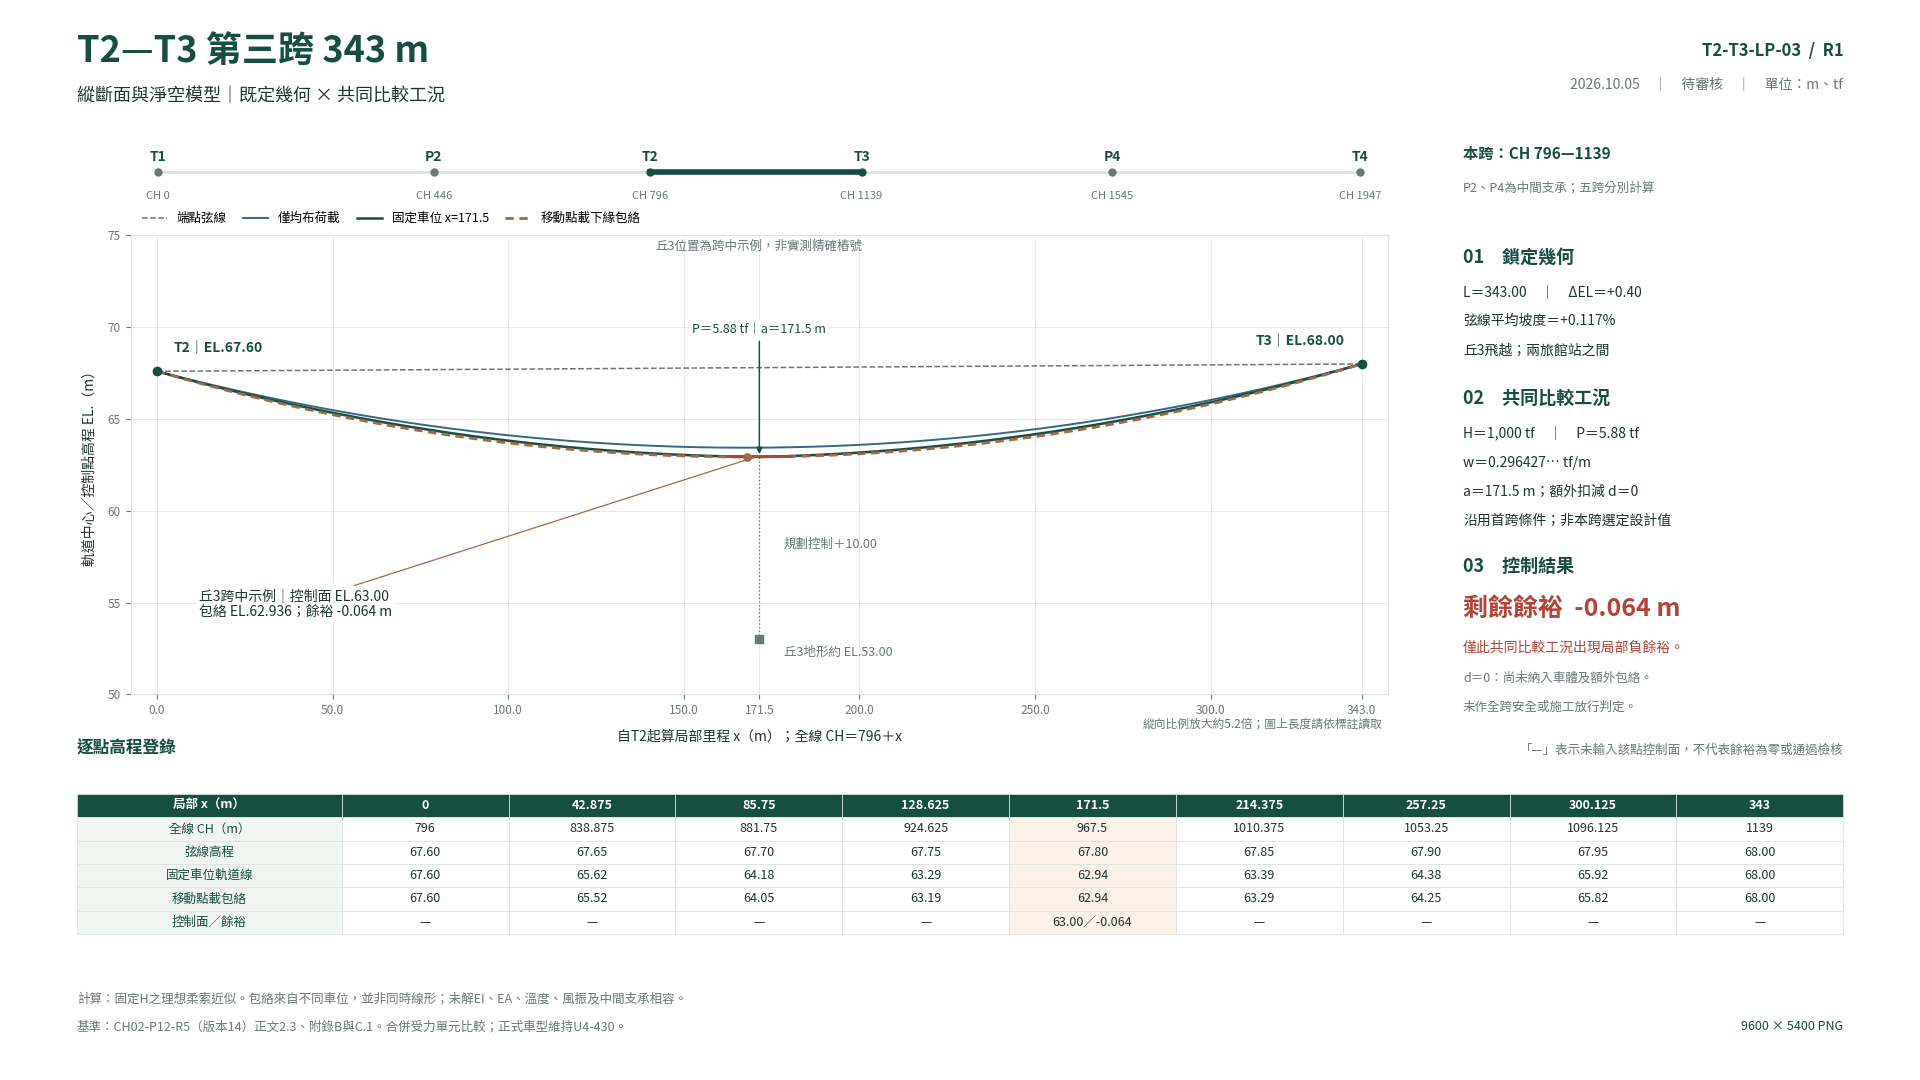 T2—T3 第三跨 343 m
T2-T3-LP-03 / R1
縱斷面與淨空模型｜既定幾何 × 共同比較工況
2026.10.05 ｜ 待審核 ｜ 單位：m、tf
T1 P2 T2 T3 P4 T4
CH 0 CH 446 CH 796 CH 1139 CH 1545 CH 1947
本跨：CH 796—1139
P2、P4為中間支承；五跨分別計算
端點弦線 僅均布荷載 固定車位 x=171.5 移動點載下緣包絡
丘3位置為跨中示例，非實測精確樁號
75
70
65
60
55
50
軌道中心／控制點高程 EL.（m）
P＝5.88 tf｜a＝171.5 m
T2｜EL.67.60
T3｜EL.68.00
規劃控制＋10.00
丘3跨中示例｜控制面 EL.63.00
包絡 EL.62.936；餘裕 -0.064 m
丘3地形約 EL.53.00
0.0 50.0 100.0 150.0 171.5 200.0 250.0 300.0 343.0
縱向比例放大約5.2倍；圖上長度請依標註讀取
自T2起算局部里程 x（m）；全線 CH＝796＋x
01 鎖定幾何
L＝343.00 ｜ ΔEL＝+0.40
弦線平均坡度＝+0.117%
丘3飛越；兩旅館站之間
02 共同比較工況
H＝1,000 tf ｜ P＝5.88 tf
w＝0.296427… tf/m
a＝171.5 m；額外扣減 d＝0
沿用首跨條件；非本跨選定設計值
03 控制結果
剩餘餘裕 -0.064 m
僅此共同比較工況出現局部負餘裕。
d＝0：尚未納入車體及額外包絡。
未作全跨安全或施工放行判定。
逐點高程登錄
「—」表示未輸入該點控制面，不代表餘裕為零或通過檢核
局部 x（m） 0 42.875 85.75 128.625 171.5 214.375 257.25 300.125 343
全線 CH（m） 796 838.875 881.75 924.625 967.5 1010.375 1053.25 1096.125 1139
弦線高程 67.60 67.65 67.70 67.75 67.80 67.85 67.90 67.95 68.00
固定車位軌道線 67.60 65.62 64.18 63.29 62.94 63.39 64.38 65.92 68.00
移動點載包絡 67.60 65.52 64.05 63.19 62.94 63.29 64.25 65.82 68.00
控制面／餘裕 — — — — 63.00／-0.064 — — — —
計算：固定H之理想柔索近似。包絡來自不同車位，並非同時線形；未解EI、EA、溫度、風振及中間支承相容。
基準：CH02-P12-R5（版本14）正文2.3、附錄B與C.1。合併受力單元比較；正式車型維持U4-430。
9600 × 5400 PNG